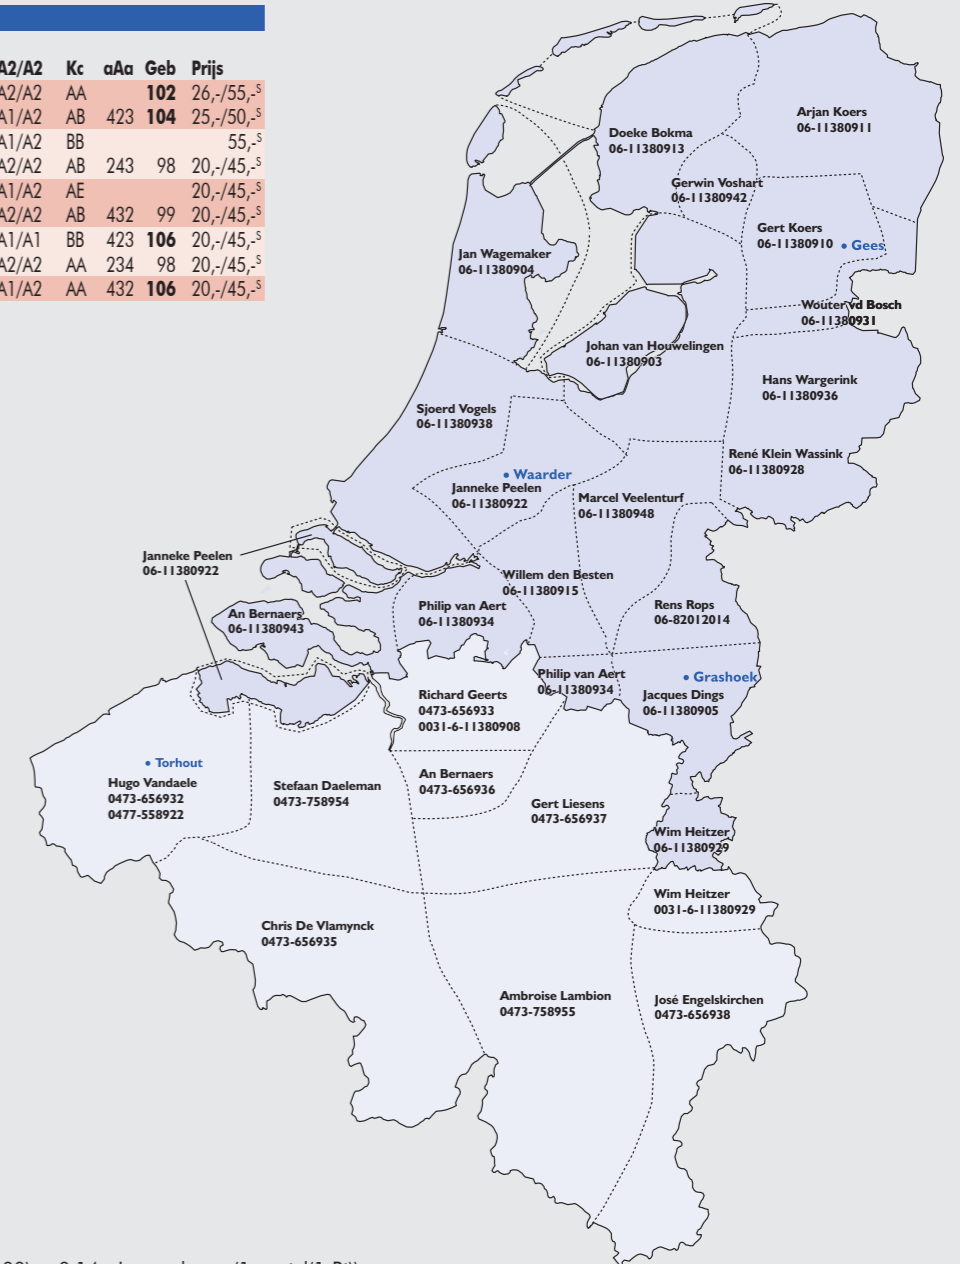 A2/A2 Kc aAa Geb Prijs
A2/A2 AA 102 26,-/55,-S
A1/A2 AB 423 104 25,-/50,-S
A1/A2 BB 55,-S
A2/A2 AB 243 98 20,-/45,-S
A1/A2 AE 20,-/45,-S
A2/A2 AB 432 99 20,-/45,-S
A1/A1 BB 423 106 20,-/45,-S
A2/A2 AA 234 98 20,-/45,-S
A1/A2 AA 432 106 20,-/45,-S
Arjan Koers
06-11380911
Doeke Bokma
06-11380913
Gerwin Voshart
06-11380942
Gert Koers
06-11380910
• Gees
Jan Wagemaker
06-11380904
Wouter vd Bosch
06-11380931
Johan van Houwelingen
06-11380903
Hans Wargerink
06-11380936
Sjoerd Vogels
06-11380938
René Klein Wassink
06-11380928
• Waarder
Janneke Peelen
06-11380922
Marcel Veelenturf
06-11380948
Janneke Peelen
06-11380922
Willem den Besten
06-11380915
An Bernaers
06-11380943
Philip van Aert
06-11380934
Rens Rops
06-82012014
Philip van Aert
06-11380934
• Grashoek
Jacques Dings
06-11380905
Richard Geerts
0473-656933
0031-6-11380908
• Torhout
Hugo Vandaele
0473-656932
0477-558922
Stefaan Daeleman
0473-758954
An Bernaers
0473-656936
Gert Liesens
0473-656937
Wim Heitzer
06-11380929
Wim Heitzer
0031-6-11380929
Chris De Vlamynck
0473-656935
Ambroise Lambion
0473-758955
José Engelskirchen
0473-656938